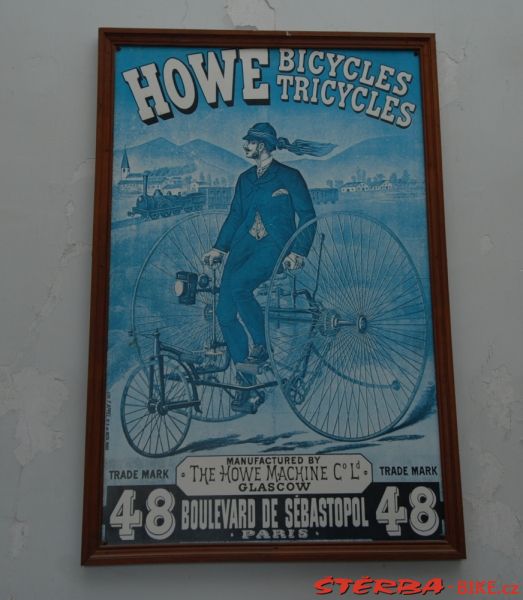 HOWE BICYCLES
TRICYCLES
MANUFACTURED BY
TRADE MARK THE HOWE MACHINE Co Ld. TRADE MARK
GLASCOW
48 BOULEVARD DE SÉBASTOPOL 48
· PARIS ·
ŠTĚRBA-BIKE.cz